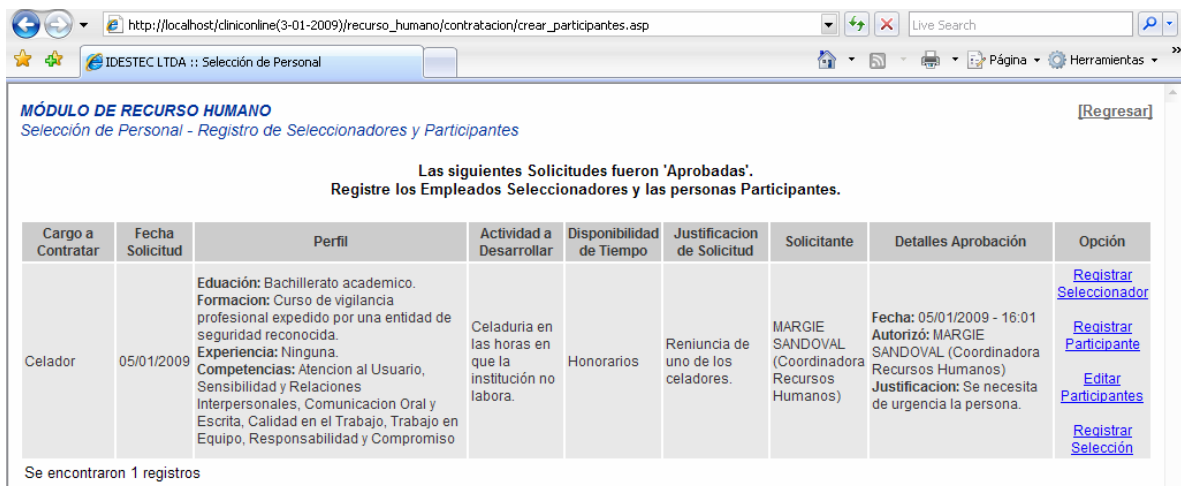 http://localhost/cliniconline(3-01-2009)/recurso_humano/contratacion/crear_participantes.asp
Live Search
IDESTEC LTDA :: Selección de Personal
Página
Herramientas
»
MÓDULO DE RECURSO HUMANO
[Regresar]
Selección de Personal - Registro de Seleccionadores y Participantes
Las siguientes Solicitudes fueron 'Aprobadas'.
Registre los Empleados Seleccionadores y las personas Participantes.
Cargo a
Contratar
Fecha
Solicitud
Perfil
Actividad a
Desarrollar
Disponibilidad
de Tiempo
Justificacion
de Solicitud
Solicitante
Detalles Aprobación
Opción
Celador
05/01/2009
Eduación: Bachillerato academico.
Formacion: Curso de vigilancia
profesional expedido por una entidad de
seguridad reconocida.
Experiencia: Ninguna.
Competencias: Atencion al Usuario,
Sensibilidad y Relaciones
Interpersonales, Comunicacion Oral y
Escrita, Calidad en el Trabajo, Trabajo en
Equipo, Responsabilidad y Compromiso
Celaduria en
las horas en
que la
institución no
labora.
Honorarios
Reniuncia de
uno de los
celadores.
MARGIE
SANDOVAL
(Coordinadora
Recursos
Humanos)
Fecha: 05/01/2009 - 16:01
Autorizó: MARGIE
SANDOVAL (Coordinadora
Recursos Humanos)
Justificacion: Se necesita
de urgencia la persona.
Registrar
Seleccionador
Registrar
Participante
Editar
Participantes
Registrar
Selección
Se encontraron 1 registros